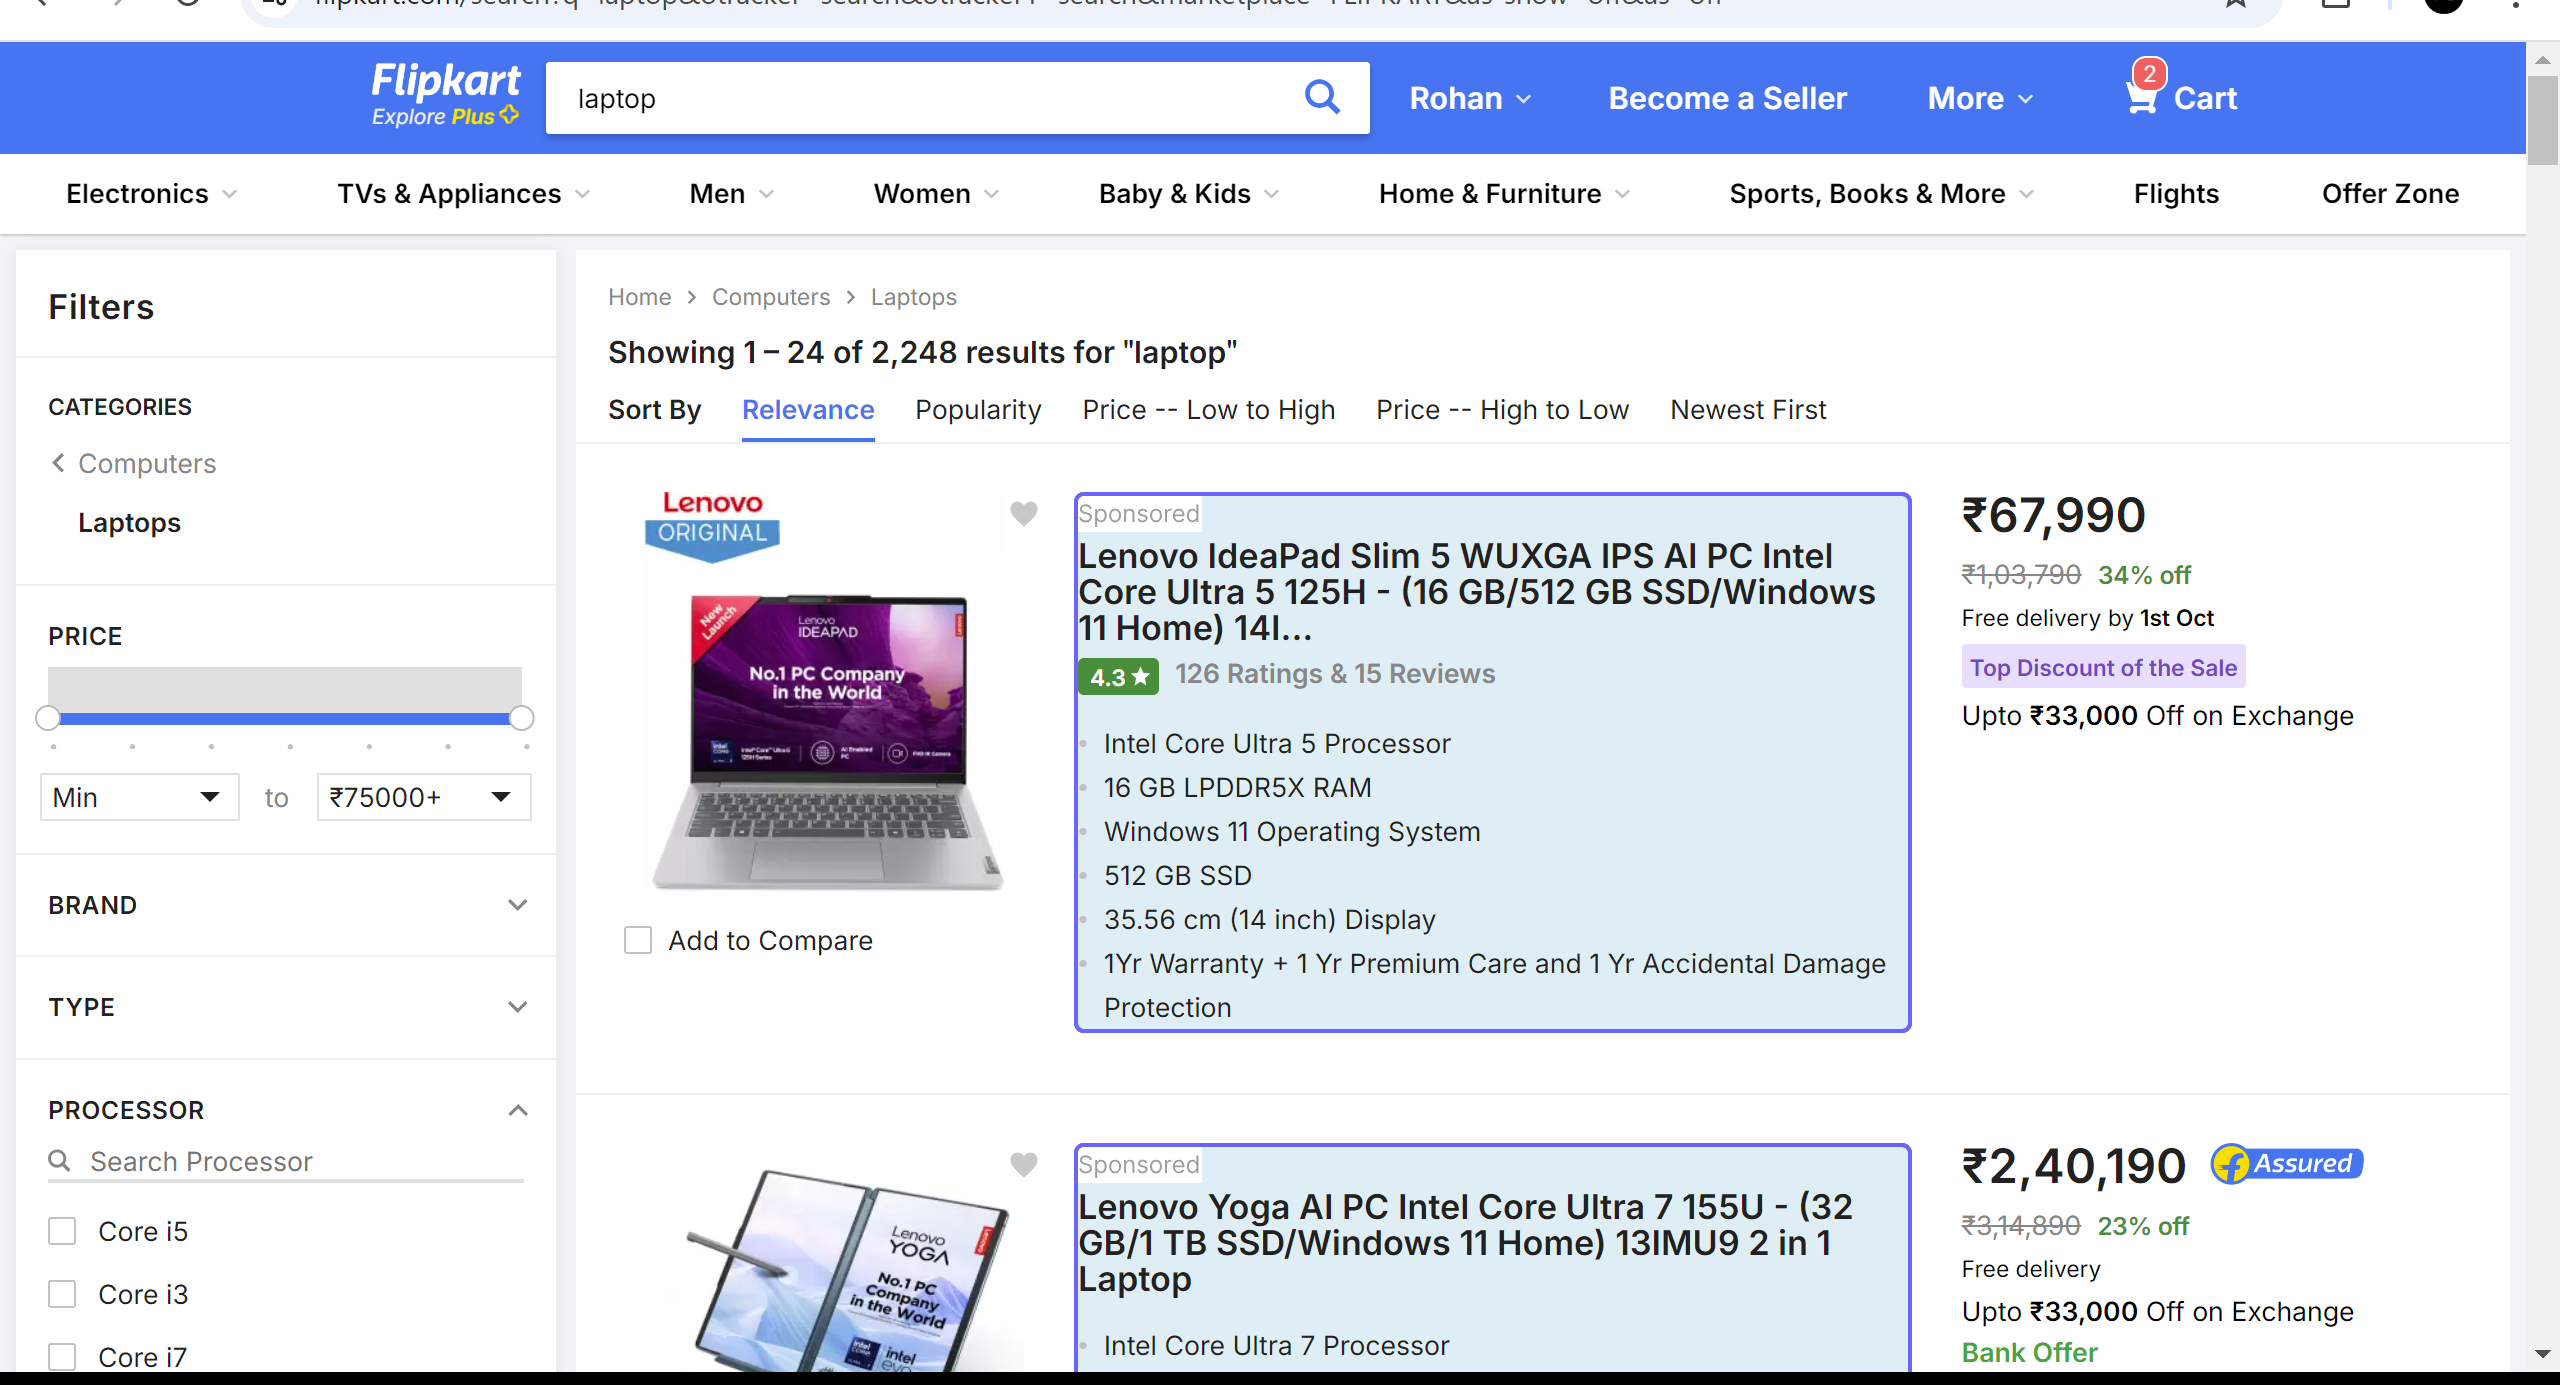 Flipkart
Explore Plus
laptop
Rohan
Become a Seller
More
2
Cart
Electronics
TVs & Appliances
Men
Women
Baby & Kids
Home & Furniture
Sports, Books & More
Flights
Offer Zone
Filters
CATEGORIES
Computers
Laptops
PRICE
Min to ₹75000+
BRAND
TYPE
PROCESSOR
Search Processor
Core i5
Core i3
Core i7
Home > Computers > Laptops
Showing 1 – 24 of 2,248 results for "laptop"
Sort By Relevance Popularity Price -- Low to High Price -- High to Low Newest First
Lenovo
ORIGINAL
New
Launch
Lenovo
IDEAPAD
No.1 PC Company
in the World
Add to Compare
Sponsored
Lenovo IdeaPad Slim 5 WUXGA IPS AI PC Intel
Core Ultra 5 125H - (16 GB/512 GB SSD/Windows
11 Home) 14I...
4.3★ 126 Ratings & 15 Reviews
Intel Core Ultra 5 Processor
16 GB LPDDR5X RAM
Windows 11 Operating System
512 GB SSD
35.56 cm (14 inch) Display
1Yr Warranty + 1 Yr Premium Care and 1 Yr Accidental Damage
Protection
₹67,990
₹1,03,790 34% off
Free delivery by 1st Oct
Top Discount of the Sale
Upto ₹33,000 Off on Exchange
Lenovo
YOGA
No.1 PC
Company
in the World
intel
evo
Sponsored
Lenovo Yoga AI PC Intel Core Ultra 7 155U - (32
GB/1 TB SSD/Windows 11 Home) 13IMU9 2 in 1
Laptop
Intel Core Ultra 7 Processor
₹2,40,190
Assured
₹3,14,890 23% off
Free delivery
Upto ₹33,000 Off on Exchange
Bank Offer